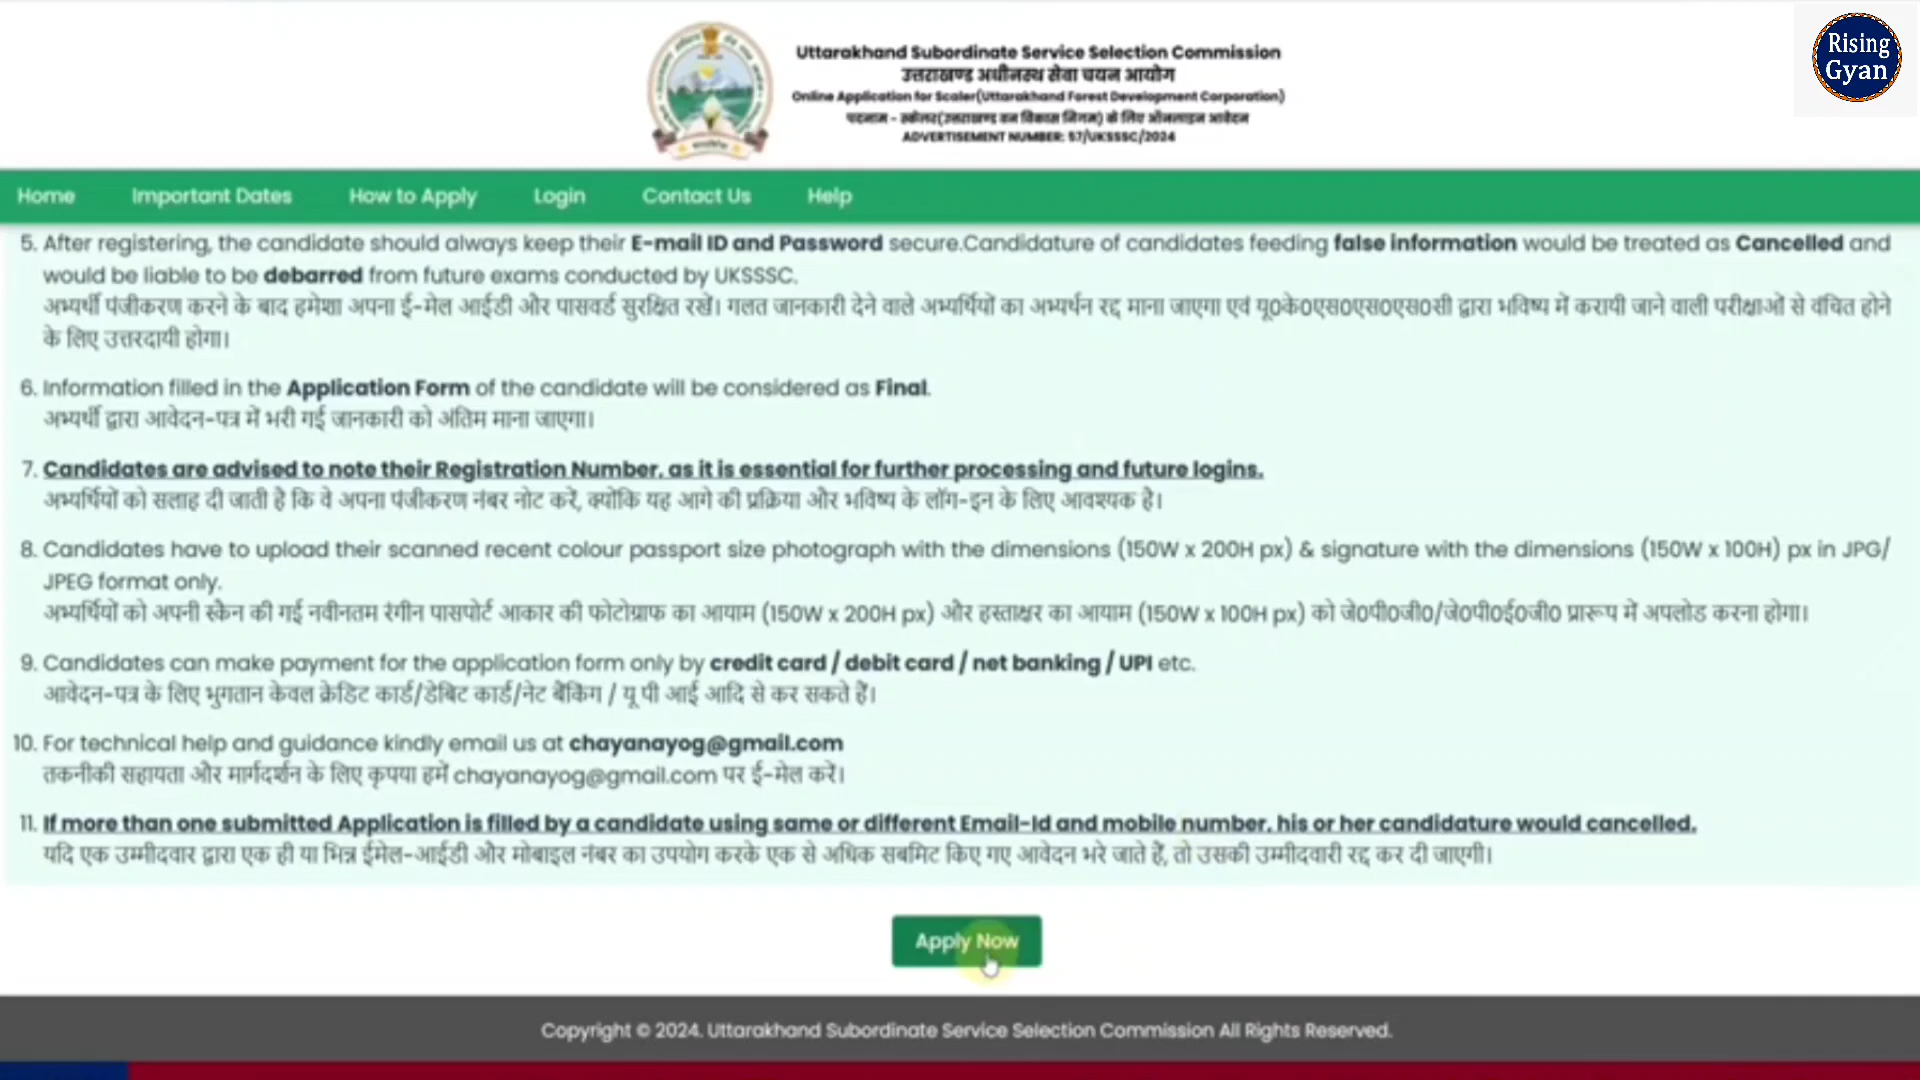 Uttarakhand Subordinate Service Selection Commission
उत्तराखण्ड अधीनस्थ सेवा चयन आयोग
Online Application for Scaler(Uttarakhand Forest Development Corporation)
पदनाम - स्केलर(उत्तराखण्ड वन विकास निगम) के लिए ऑनलाइन आवेदन
ADVERTISEMENT NUMBER: 57/UKSSSC/2024
Rising
Gyan
Home Important Dates How to Apply Login Contact Us Help
5. After registering, the candidate should always keep their E-mail ID and Password secure.Candidature of candidates feeding false information would be treated as Cancelled and
would be liable to be debarred from future exams conducted by UKSSSC.
अभ्यर्थी पंजीकरण करने के बाद हमेशा अपना ई-मेल आईडी और पासवर्ड सुरक्षित रखें। गलत जानकारी देने वाले अभ्यर्थियों का अभ्यर्थन रद्द माना जाएगा एवं यू0के0एस0एस0एस0सी द्वारा भविष्य में करायी जाने वाली परीक्षाओं से वंचित होने
के लिए उत्तरदायी होगा।
6. Information filled in the Application Form of the candidate will be considered as Final.
अभ्यर्थी द्वारा आवेदन-पत्र में भरी गई जानकारी को अंतिम माना जाएगा।
7. Candidates are advised to note their Registration Number, as it is essential for further processing and future logins.
अभ्यर्थियों को सलाह दी जाती है कि वे अपना पंजीकरण नंबर नोट करें, क्योंकि यह आगे की प्रक्रिया और भविष्य के लॉग-इन के लिए आवश्यक है।
8. Candidates have to upload their scanned recent colour passport size photograph with the dimensions (150W x 200H px) & signature with the dimensions (150W x 100H) px in JPG/
JPEG format only.
अभ्यर्थियों को अपनी स्कैन की गई नवीनतम रंगीन पासपोर्ट आकार की फोटोग्राफ का आयाम (150W x 200H px) और हस्ताक्षर का आयाम (150W x 100H px) को जे0पी0जी0/जे0पी0ई0जी0 प्रारूप में अपलोड करना होगा।
9. Candidates can make payment for the application form only by credit card / debit card / net banking / UPI etc.
आवेदन-पत्र के लिए भुगतान केवल क्रेडिट कार्ड/डेबिट कार्ड/नेट बैंकिंग / यू पी आई आदि से कर सकते हैं।
10. For technical help and guidance kindly email us at chayanayog@gmail.com
तकनीकी सहायता और मार्गदर्शन के लिए कृपया हमें chayanayog@gmail.com पर ई-मेल करें।
11. If more than one submitted Application is filled by a candidate using same or different Email-Id and mobile number, his or her candidature would cancelled.
यदि एक उम्मीदवार द्वारा एक ही या भिन्न ईमेल-आईडी और मोबाइल नंबर का उपयोग करके एक से अधिक सबमिट किए गए आवेदन भरे जाते हैं, तो उसकी उम्मीदवारी रद्द कर दी जाएगी।
Apply Now
Copyright © 2024. Uttarakhand Subordinate Service Selection Commission All Rights Reserved.